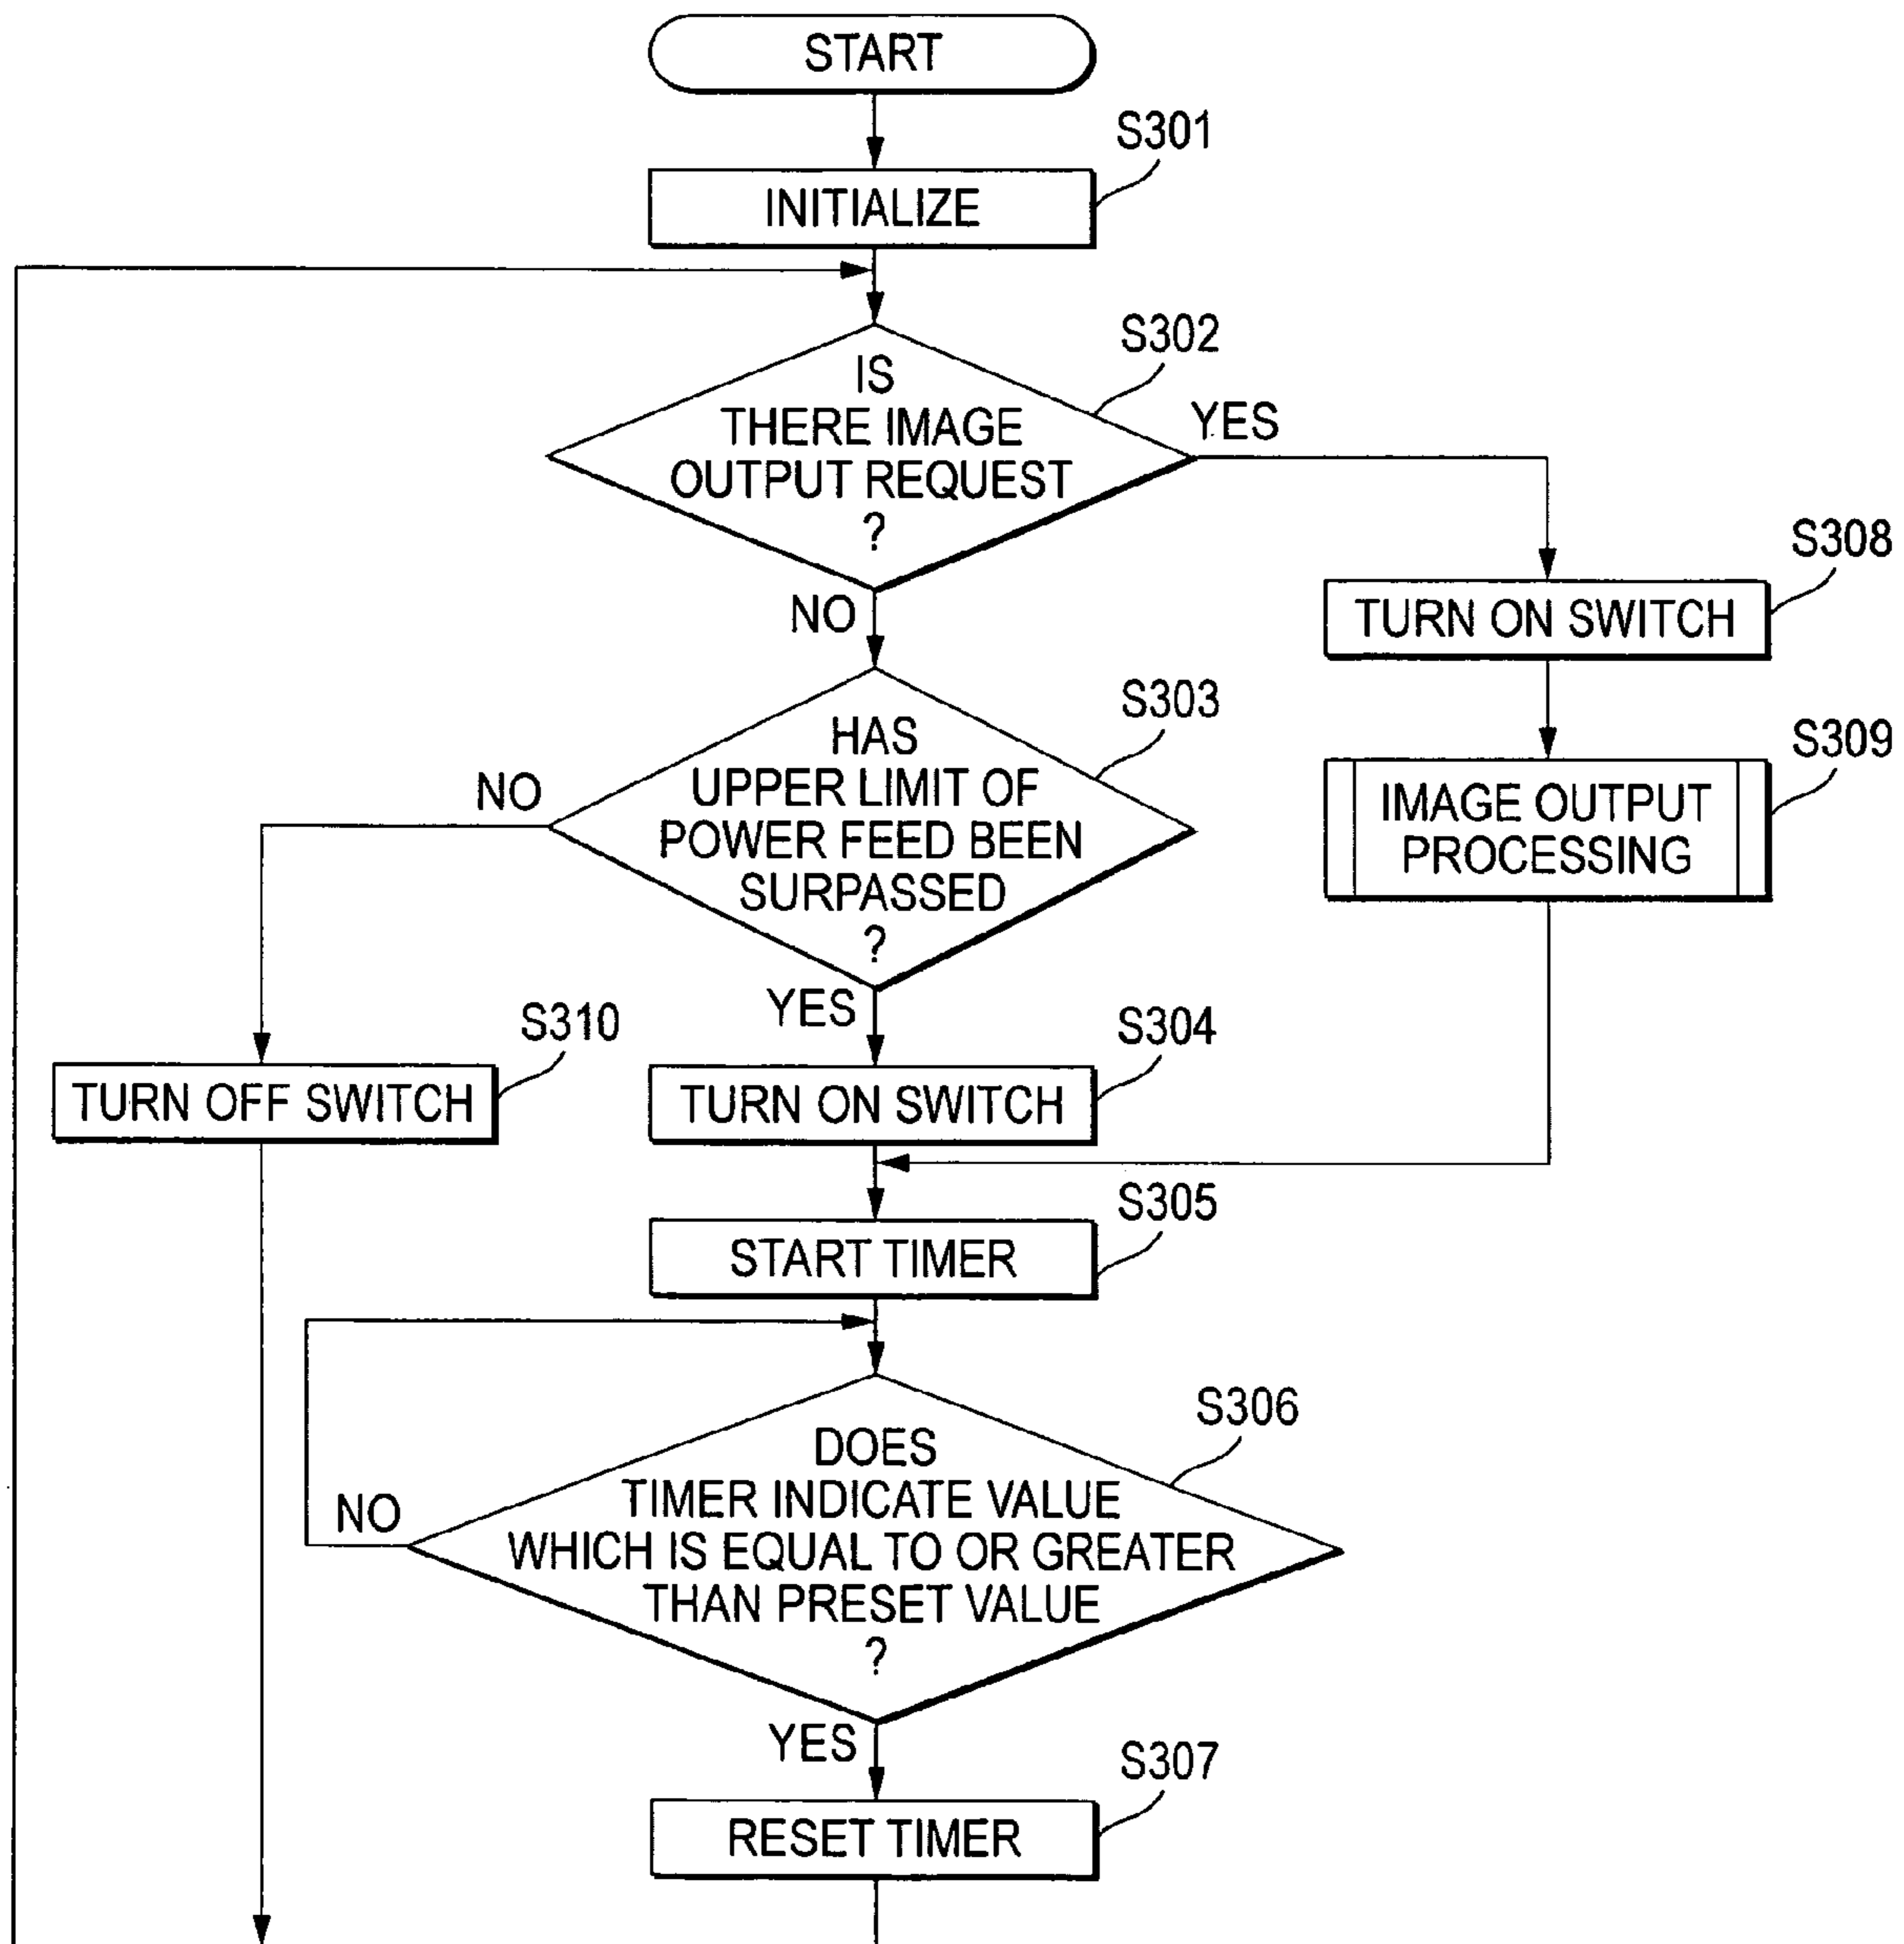 START
S301
INITIALIZE
S302
IS
THERE IMAGE
OUTPUT REQUEST
?
YES
NO
S308
TURN ON SWITCH
S303
HAS
UPPER LIMIT OF
POWER FEED BEEN
SURPASSED
?
NO
YES
S309
IMAGE OUTPUT
PROCESSING
S310
TURN OFF SWITCH
S304
TURN ON SWITCH
S305
START TIMER
S306
DOES
TIMER INDICATE VALUE
WHICH IS EQUAL TO OR GREATER
THAN PRESET VALUE
?
NO
YES
S307
RESET TIMER